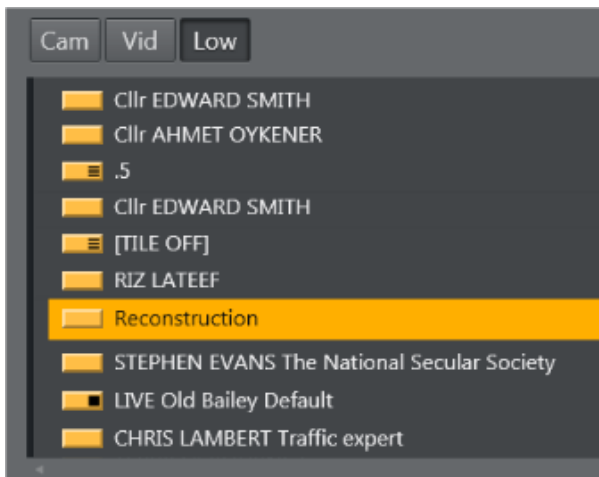 Cam Vid Low
Cllr EDWARD SMITH
Cllr AHMET OYKENER
.5
Cllr EDWARD SMITH
[TILE OFF]
RIZ LATEEF
Reconstruction
STEPHEN EVANS The National Secular Society
LIVE Old Bailey Default
CHRIS LAMBERT Traffic expert